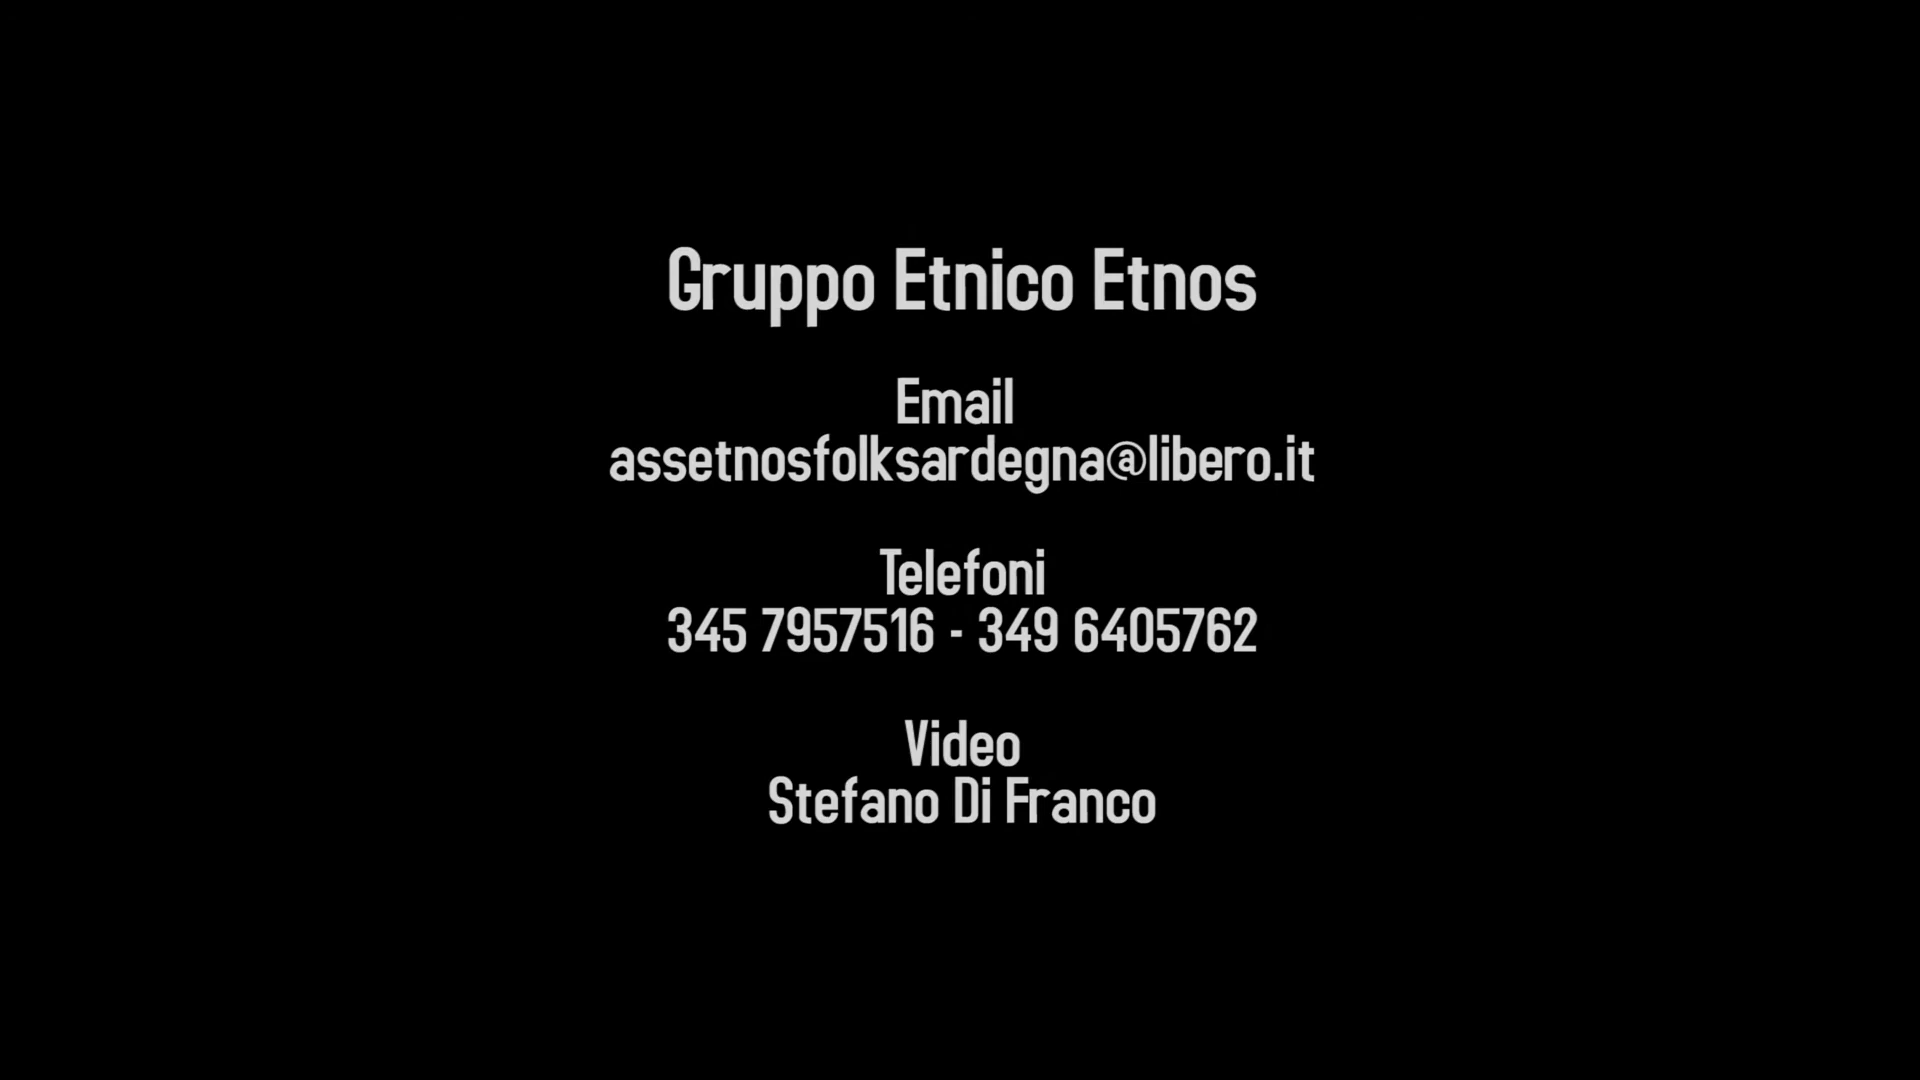 Gruppo Etnico Etnos
Email
assetnosfolksardegna@libero.it
Telefoni
345 7957516 - 349 6405762
Video
Stefano Di Franco